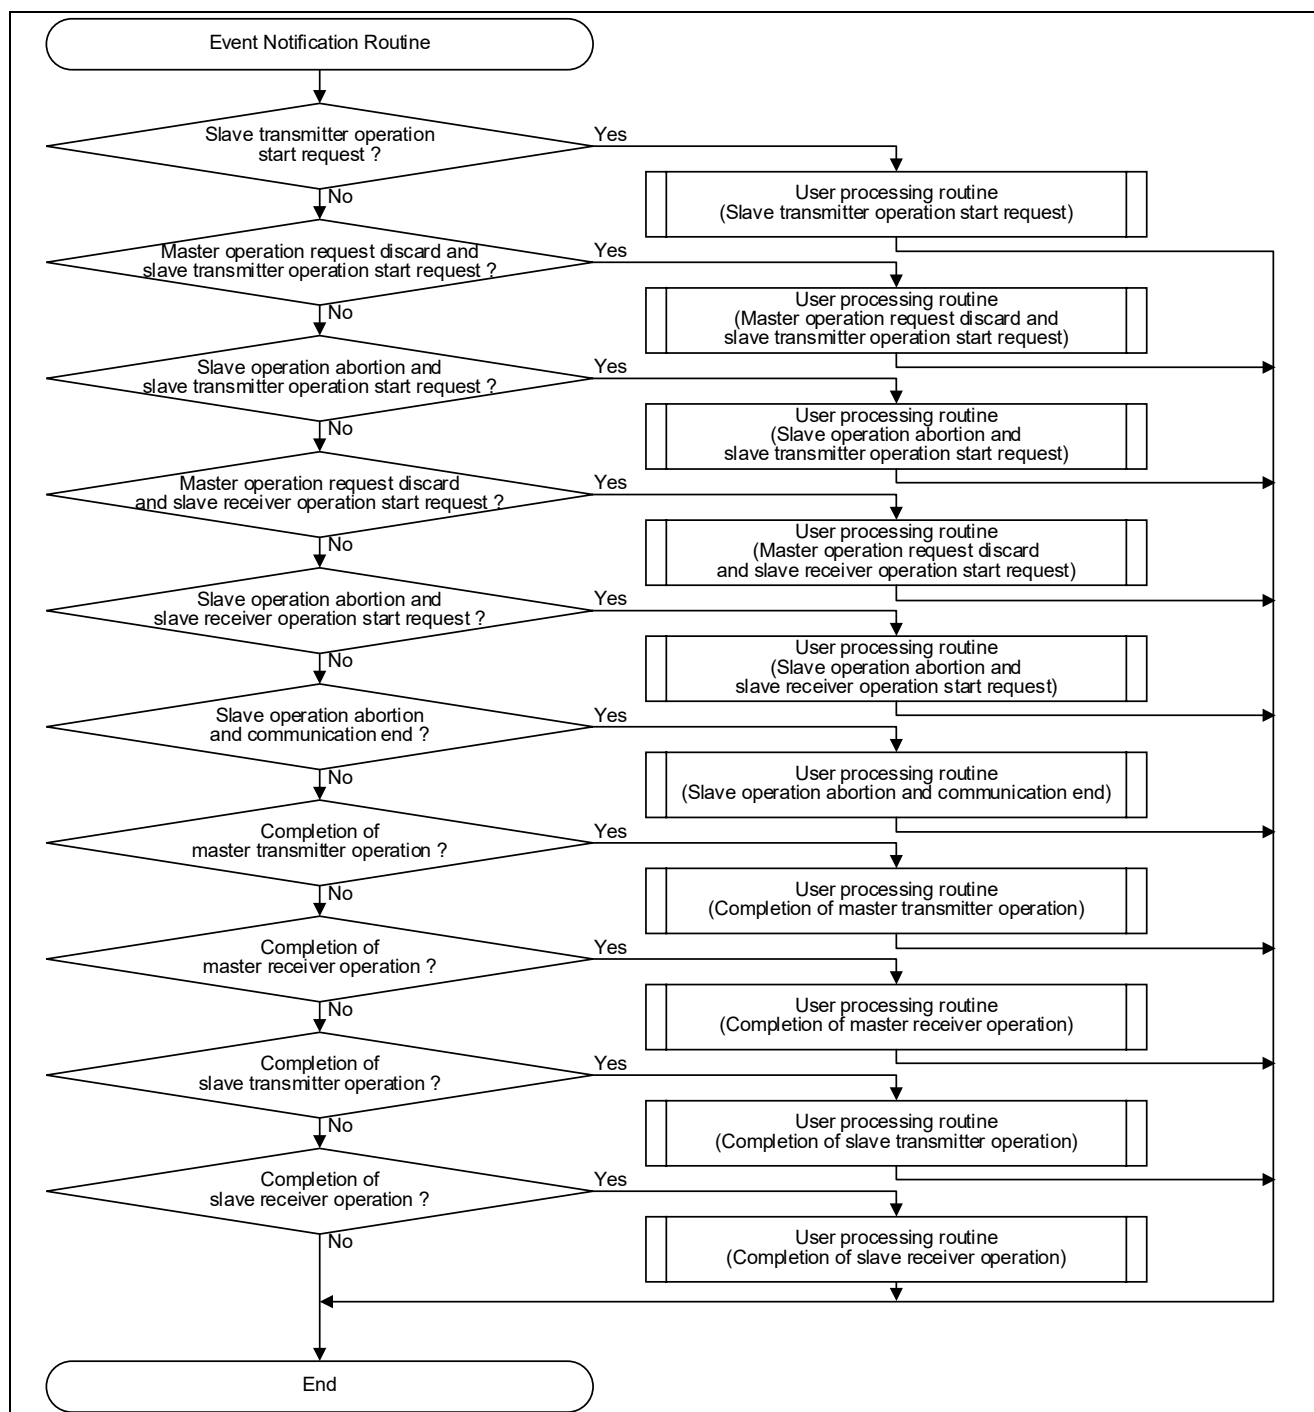 Event Notification Routine
Slave transmitter operation
start request ?
Yes
User processing routine
(Slave transmitter operation start request)
No
Master operation request discard and
slave transmitter operation start request ?
Yes
User processing routine
(Master operation request discard and
slave transmitter operation start request)
No
Slave operation abortion and
slave transmitter operation start request ?
Yes
User processing routine
(Slave operation abortion and
slave transmitter operation start request)
No
Master operation request discard
and slave receiver operation start request ?
Yes
User processing routine
(Master operation request discard
and slave receiver operation start request)
No
Slave operation abortion and
slave receiver operation start request ?
Yes
User processing routine
(Slave operation abortion and
slave receiver operation start request)
No
Slave operation abortion
and communication end ?
Yes
User processing routine
(Slave operation abortion and communication end)
No
Completion of
master transmitter operation ?
Yes
User processing routine
(Completion of master transmitter operation)
No
Completion of
master receiver operation ?
Yes
User processing routine
(Completion of master receiver operation)
No
Completion of
slave transmitter operation ?
Yes
User processing routine
(Completion of slave transmitter operation)
No
Completion of
slave receiver operation ?
Yes
User processing routine
(Completion of slave receiver operation)
No
End